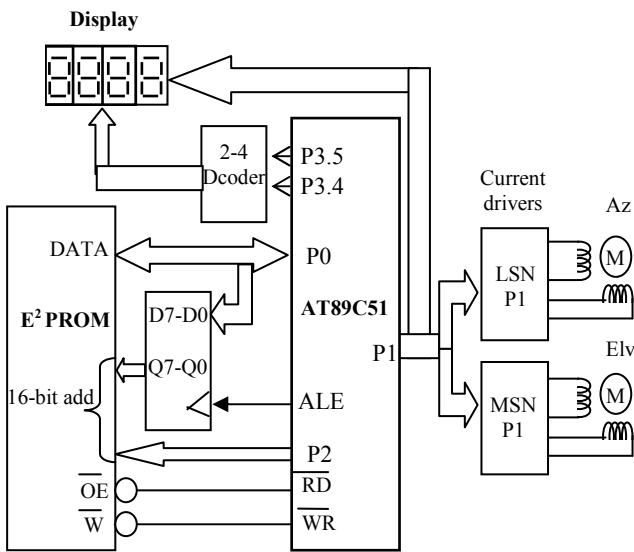 Display
2-4
Dcoder
P3.5
P3.4
Current
drivers
Az
DATA
P0
LSN
P1
M
E² PROM
D7-D0
AT89C51
Q7-Q0
P1
Elv
16-bit add
ALE
MSN
P1
M
P2
OE
RD
W
WR